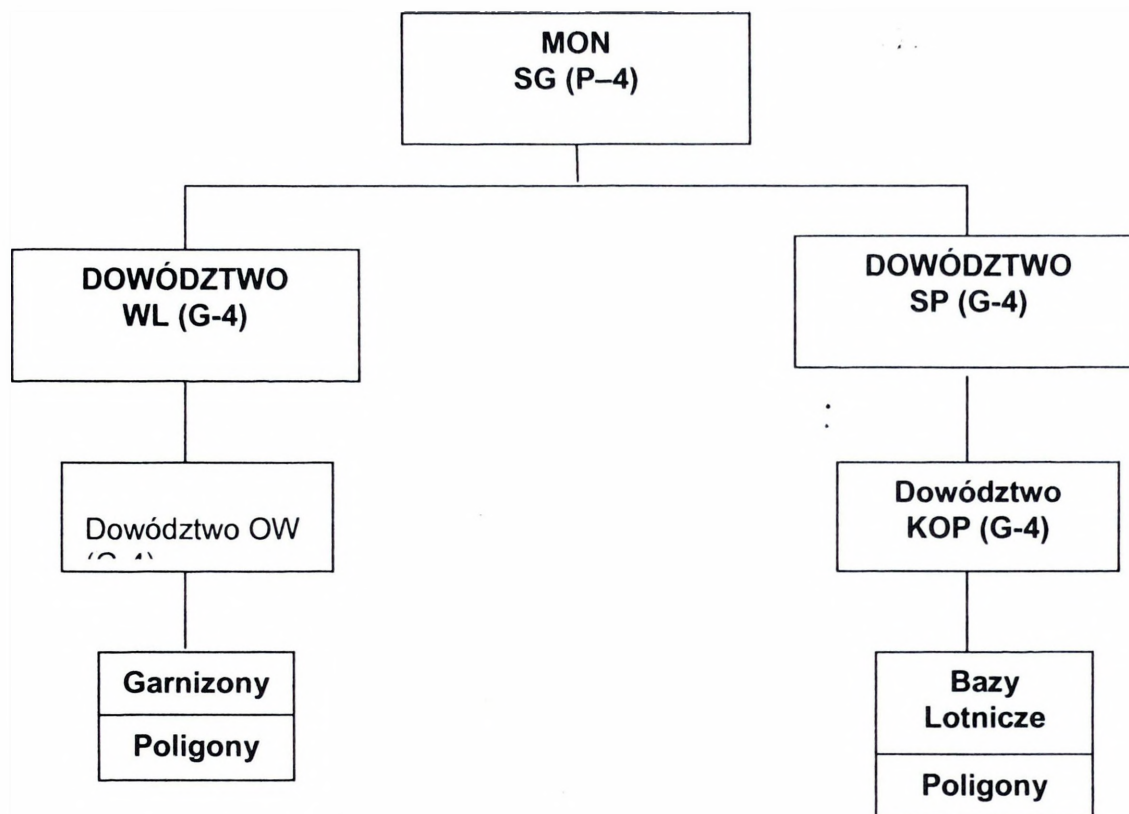 MON
SG (P–4)
DOWÓDZTWO
WL (G-4)
DOWÓDZTWO
SP (G-4)
Dowództwo OW
Dowództwo
KOP (G-4)
Garnizony
Poligony
Bazy
Lotnicze
Poligony